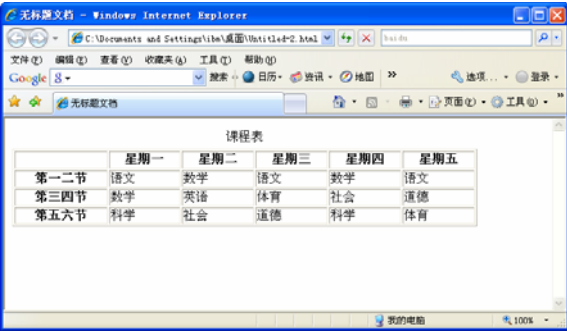 无标题文档 - Windows Internet Explorer
C:\Documents and Settings\ibm\桌面\Untitled-2.html baidu
文件(F) 编辑(E) 查看(V) 收藏夹(A) 工具(T) 帮助(H)
Google 搜索 日历 资讯 地图 » 选项... 登录
无标题文档 页面(P) 工具(O) »
课程表
星期一 星期二 星期三 星期四 星期五
第一二节 语文 数学 语文 数学 语文
第三四节 数学 英语 体育 社会 道德
第五六节 科学 社会 道德 科学 体育
我的电脑 100%